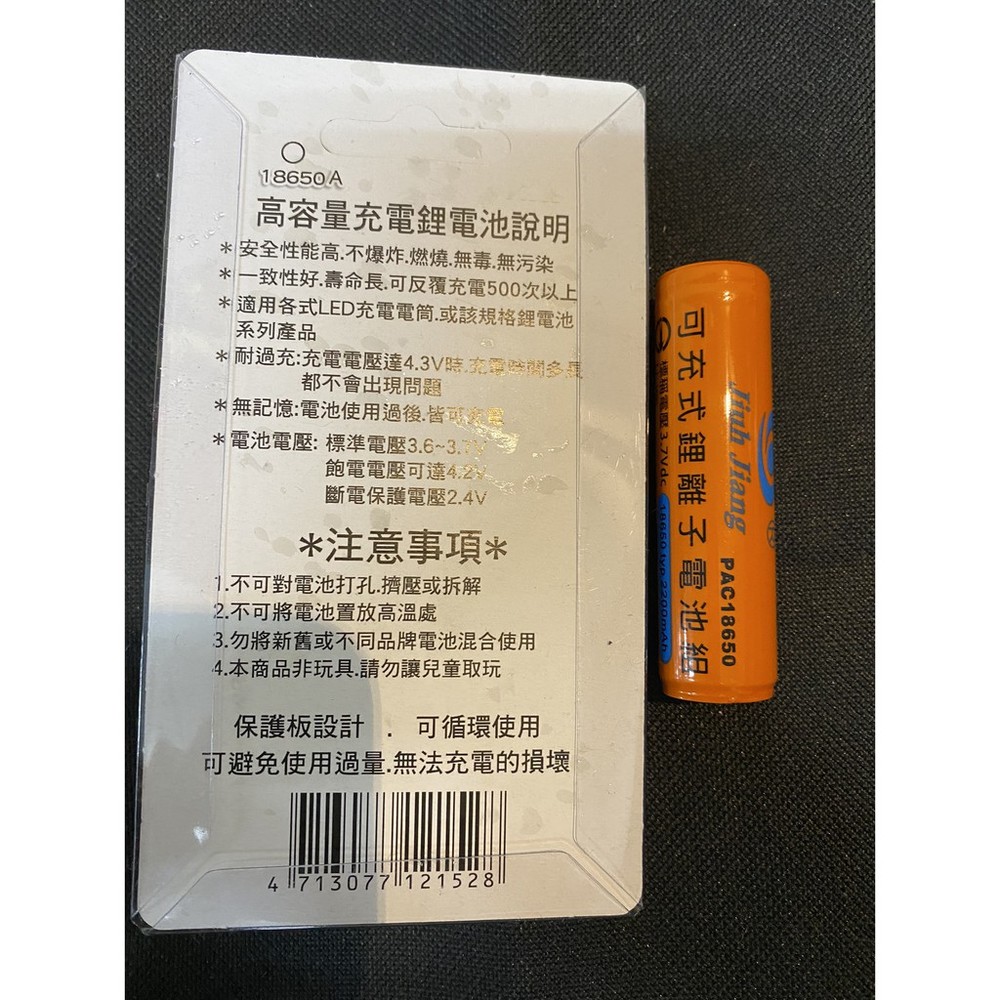 18650A
高容量充電鋰電池說明
*安全性能高.不爆炸.燃燒.無毒.無污染
*一致性好.壽命長.可反覆充電500次以上
*適用各式LED充電電筒.或該規格鋰電池
系列產品
*耐過充:充電電壓達4.3V時.充電時間多長
都不會出現問題
*無記憶:電池使用過後.皆可充電
*電池電壓: 標準電壓3.6~3.7V
飽電電壓可達4.2V
斷電保護電壓2.4V
*注意事項*
1.不可對電池打孔.擠壓或拆解
2.不可將電池置放高溫處
3.勿將新舊或不同品牌電池混合使用
4.本商品非玩具.請勿讓兒童取玩
保護板設計 . 可循環使用
可避免使用過量.無法充電的損壞
4 713077 121528
Jiuh Jiang
PAC18650
可充式鋰離子電池組
標稱電壓3.7Vdc 18650 typ 2200mAh